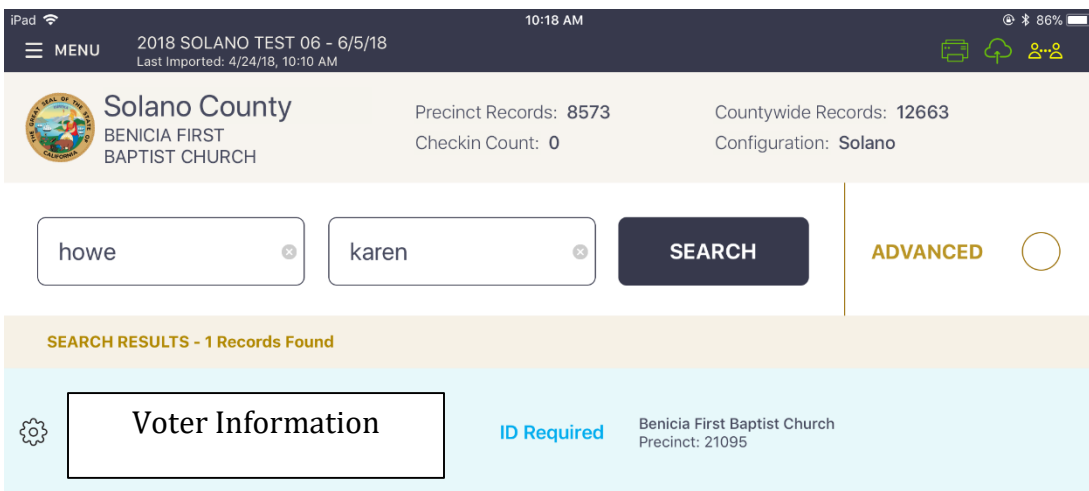 iPad 10:18 AM 86%
MENU 2018 SOLANO TEST 06 - 6/5/18
Last Imported: 4/24/18, 10:10 AM
Solano County
BENICIA FIRST
BAPTIST CHURCH
Precinct Records: 8573
Checkin Count: 0
Countywide Records: 12663
Configuration: Solano
howe karen SEARCH ADVANCED
SEARCH RESULTS - 1 Records Found
Voter Information
ID Required
Benicia First Baptist Church
Precinct: 21095